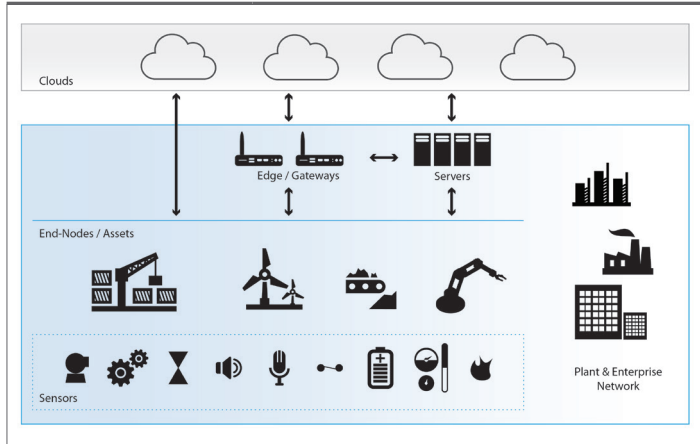 Clouds
Edge / Gateways
Servers
End-Nodes / Assets
Sensors
Plant & Enterprise
Network